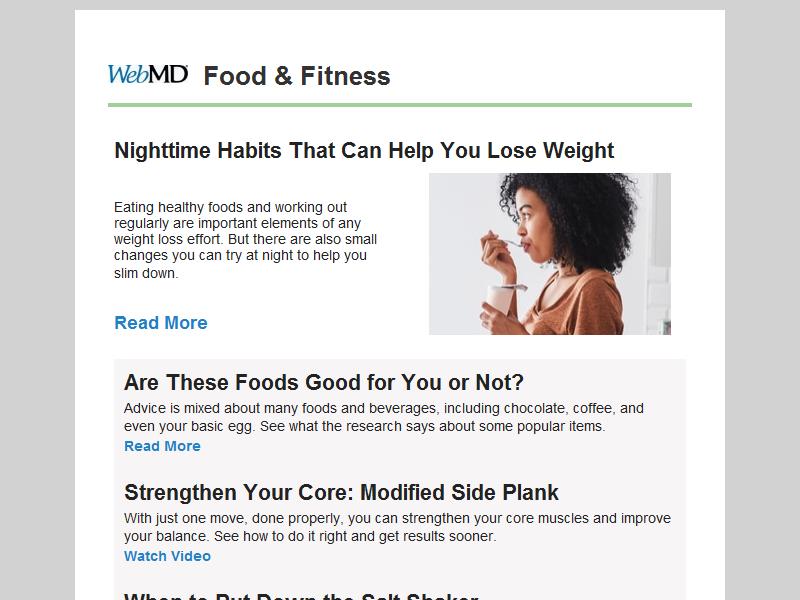 WebMD Food & Fitness
Nighttime Habits That Can Help You Lose Weight
Eating healthy foods and working out
regularly are important elements of any
weight loss effort. But there are also small
changes you can try at night to help you
slim down.
Read More
Are These Foods Good for You or Not?
Advice is mixed about many foods and beverages, including chocolate, coffee, and
even your basic egg. See what the research says about some popular items.
Read More
Strengthen Your Core: Modified Side Plank
With just one move, done properly, you can strengthen your core muscles and improve
your balance. See how to do it right and get results sooner.
Watch Video
When to Put Down the Salt Shaker